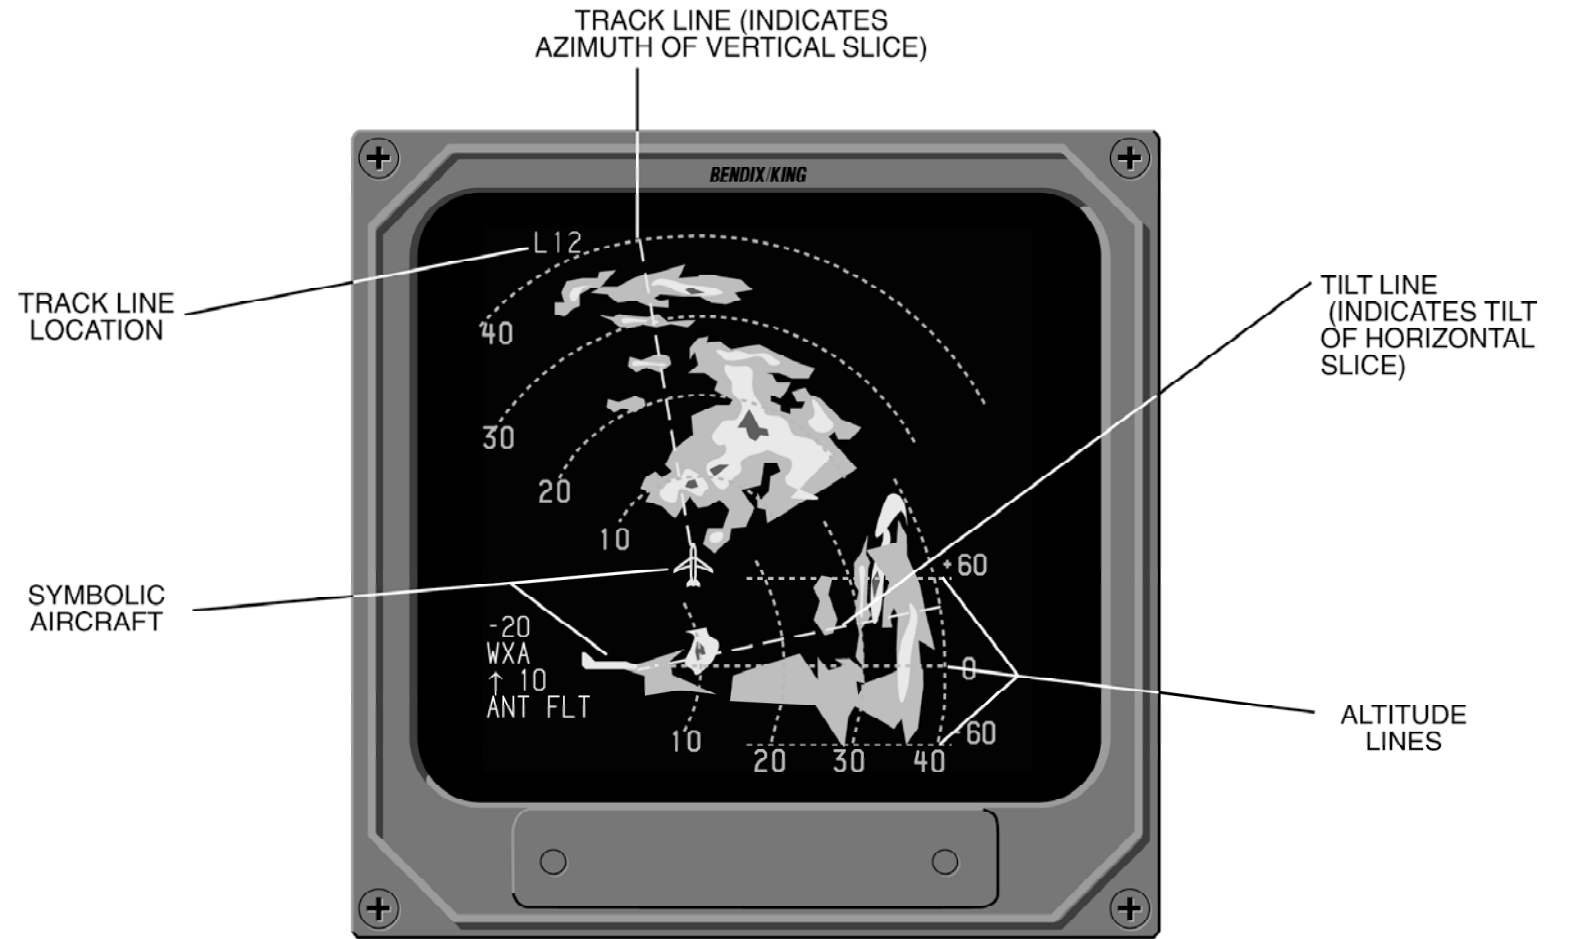 TRACK LINE (INDICATES
AZIMUTH OF VERTICAL SLICE)
BENDIX/KING
L12
TRACK LINE
LOCATION
TILT LINE
(INDICATES TILT
OF HORIZONTAL
SLICE)
40
30
20
10
+60
SYMBOLIC
AIRCRAFT
-20
WXA
↑ 10
ANT FLT
0
ALTITUDE
LINES
-60
10
20
30
40